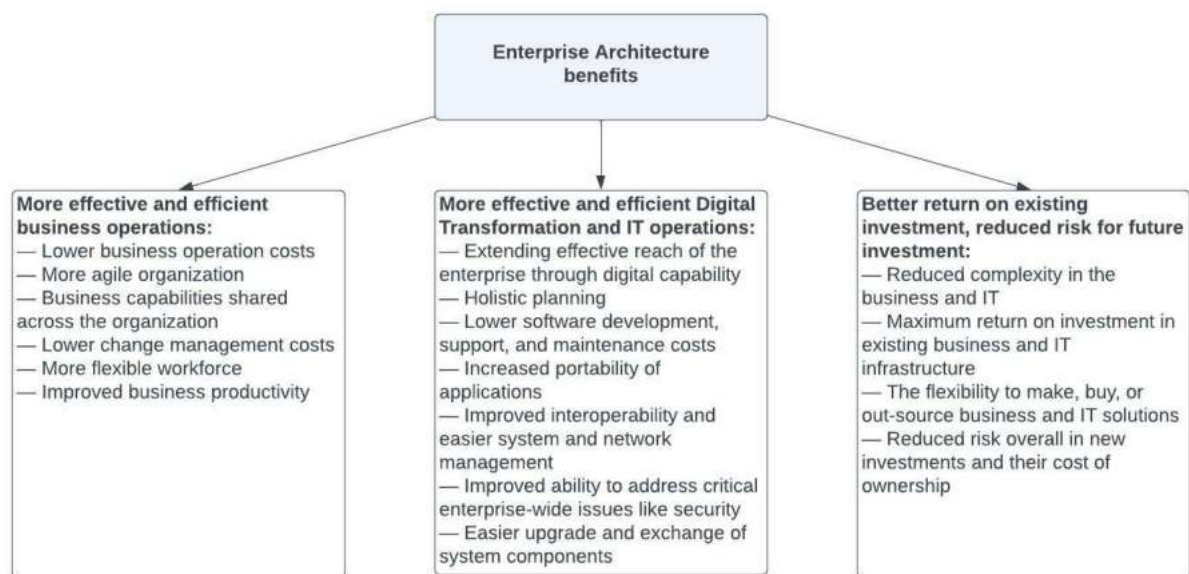 Enterprise Architecture
benefits
More effective and efficient
business operations:
— Lower business operation costs
— More agile organization
— Business capabilities shared
across the organization
— Lower change management costs
— More flexible workforce
— Improved business productivity
More effective and efficient Digital
Transformation and IT operations:
— Extending effective reach of the
enterprise through digital capability
— Holistic planning
— Lower software development,
support, and maintenance costs
— Increased portability of
applications
— Improved interoperability and
easier system and network
management
— Improved ability to address critical
enterprise-wide issues like security
— Easier upgrade and exchange of
system components
Better return on existing
investment, reduced risk for future
investment:
— Reduced complexity in the
business and IT
— Maximum return on investment in
existing business and IT
infrastructure
— The flexibility to make, buy, or
out-source business and IT solutions
— Reduced risk overall in new
investments and their cost of
ownership